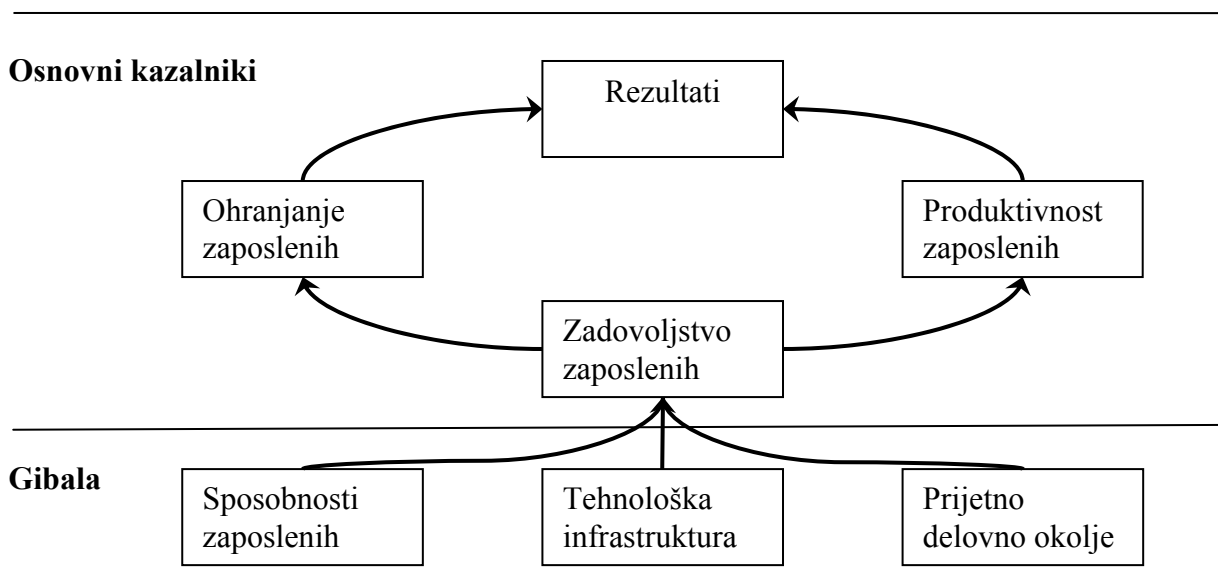 Osnovni kazalniki
Rezultati
Ohranjanje
zaposlenih
Produktivnost
zaposlenih
Zadovoljstvo
zaposlenih
Gibala
Sposobnosti
zaposlenih
Tehnološka
infrastruktura
Prijetno
delovno okolje